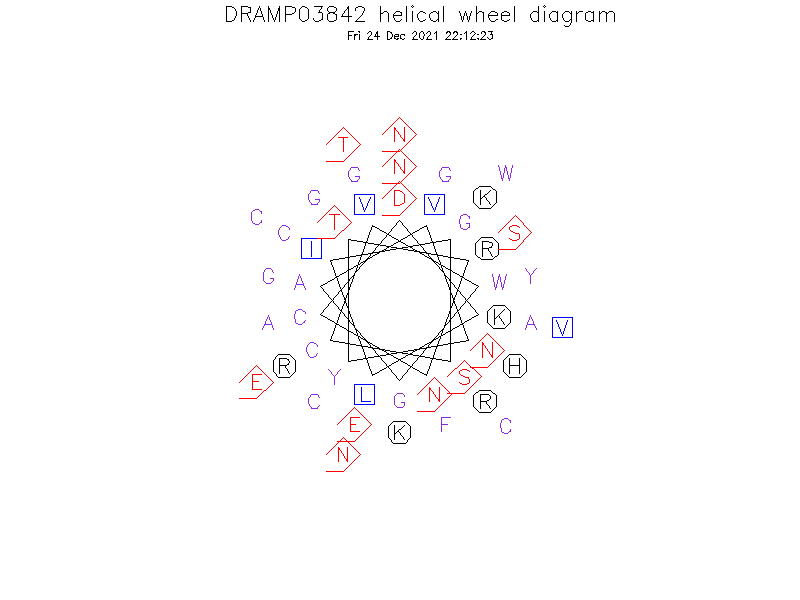 DRAMP03842 helical wheel diagram
Fri 24 Dec 2021 22:12:23
T N
N
G G W
G V D V K
C T G S
C I R
G A W Y
A C K A V
C N
E R Y S H
C L G N R
E K F C
N